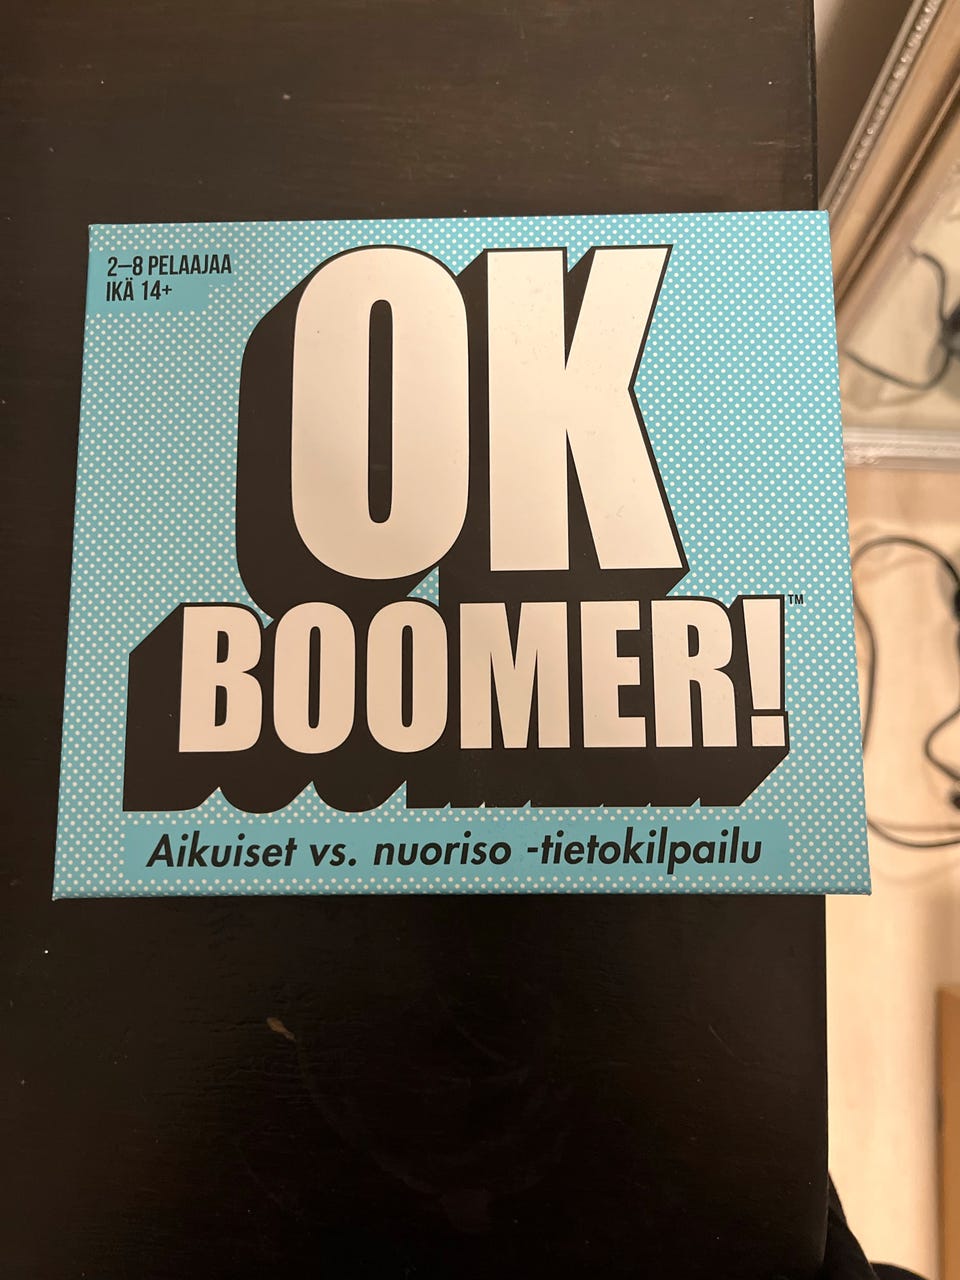 2–8 PELAAJAA
IKÄ 14+
OK
BOOMER!™
Aikuiset vs. nuoriso -tietokilpailu